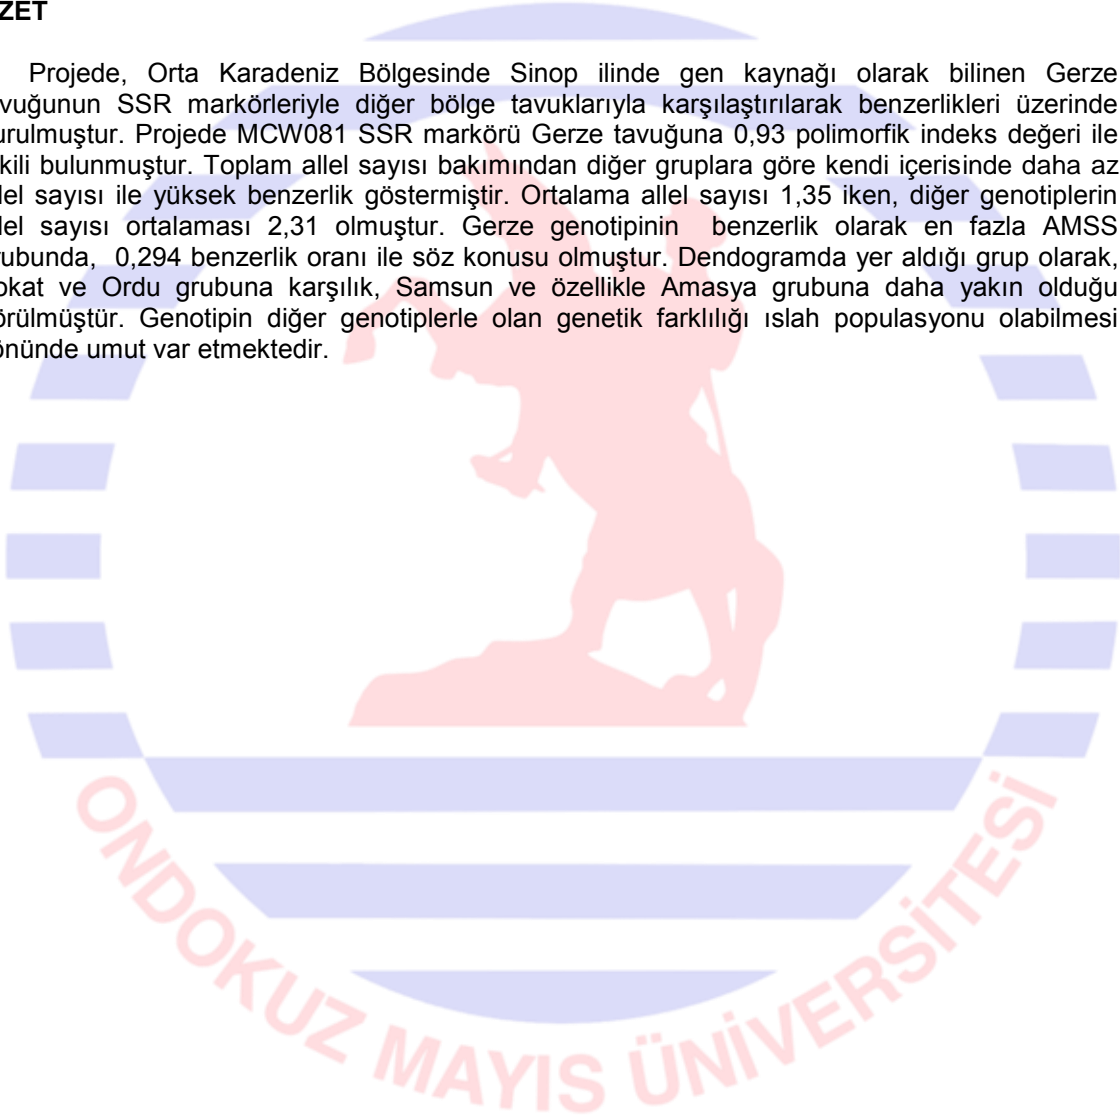 ZET
Projede, Orta Karadeniz Bölgesinde Sinop ilinde gen kaynağı olarak bilinen Gerze
avuğunun SSR markörleriyle diğer bölge tavuklarıyla karşılaştırılarak benzerlikleri üzerinde
urulmuştur. Projede MCW081 SSR markörü Gerze tavuğuna 0,93 polimorfik indeks değeri ile
kili bulunmuştur. Toplam allel sayısı bakımından diğer gruplara göre kendi içerisinde daha az
lel sayısı ile yüksek benzerlik göstermiştir. Ortalama allel sayısı 1,35 iken, diğer genotiplerin
lel sayısı ortalaması 2,31 olmuştur. Gerze genotipinin benzerlik olarak en fazla AMSS
rubunda, 0,294 benzerlik oranı ile söz konusu olmuştur. Dendogramda yer aldığı grup olarak,
okat ve Ordu grubuna karşılık, Samsun ve özellikle Amasya grubuna daha yakın olduğu
örülmüştür. Genotipin diğer genotiplerle olan genetik farklılığı ıslah populasyonu olabilmesi
önünde umut var etmektedir.
ONDOKUZ MAYIS ÜNİVERSİTESİ